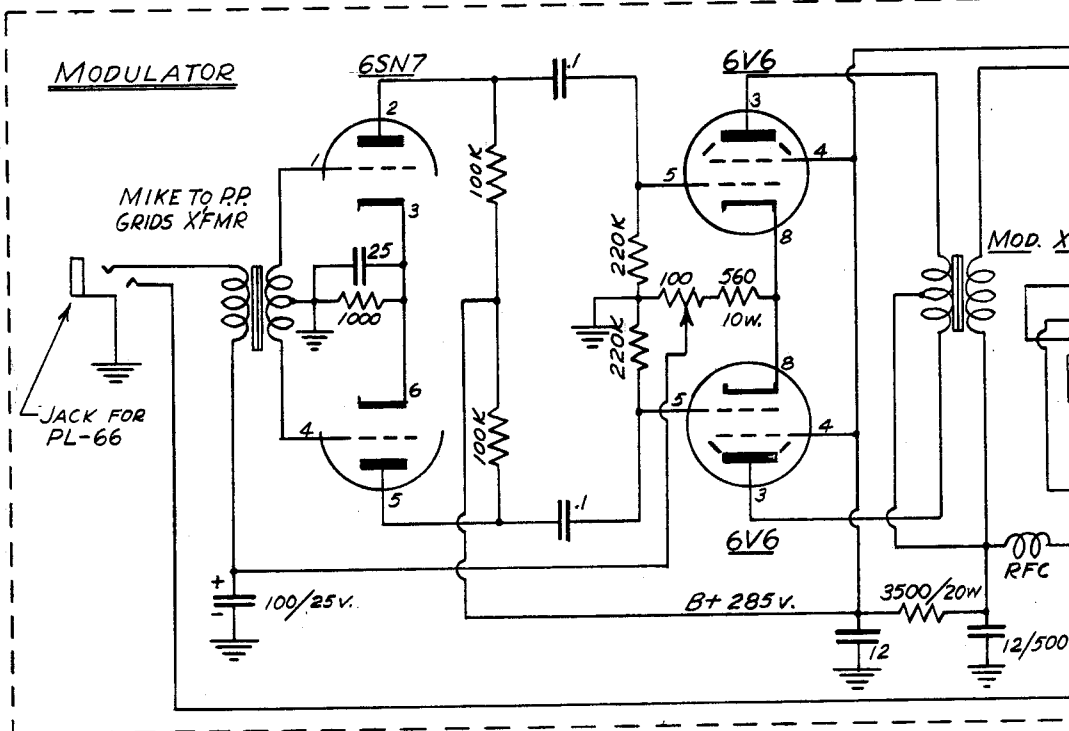 MODULATOR
6SN7
.1
6V6
2
3
1
100K
5
4
MIKE TO P.P.
GRIDS XFMR
3
8
25
220K
100
560
MOD. X
1000
10W.
220K
6
8
JACK FOR
PL-66
4
100K
5
4
5
.1
3
6V6
RFC
+
-
100/25V.
B+ 285V.
3500/20W
12
12/500